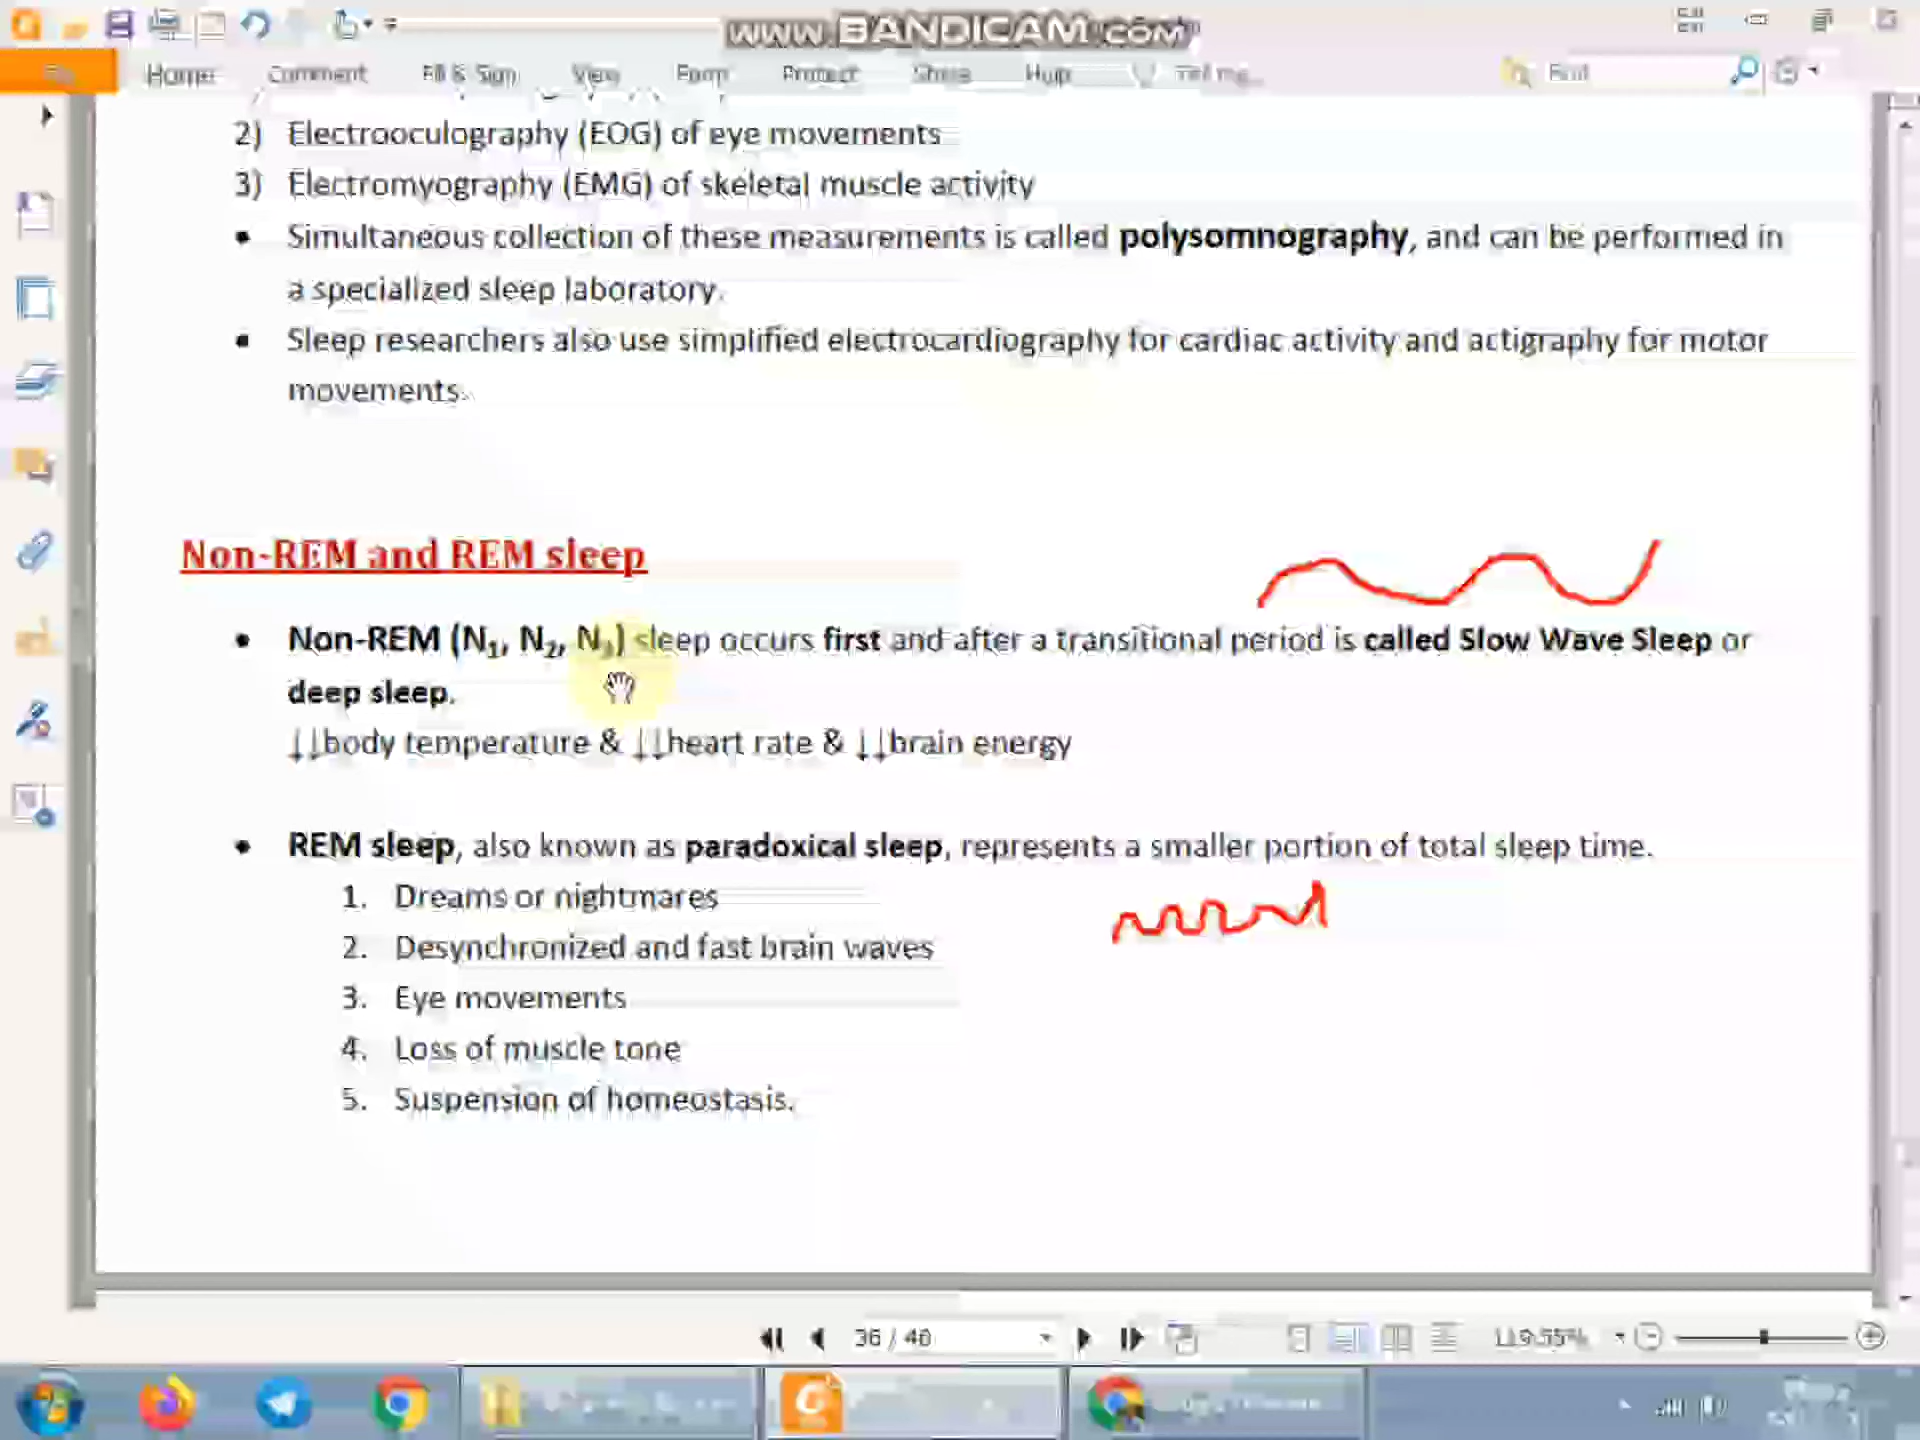 WWW.BANDICAM.COM
Home Comment Fill & Sign View Form Protect Share Help Tell me... Find
2) Electrooculography (EOG) of eye movements
3) Electromyography (EMG) of skeletal muscle activity
• Simultaneous collection of these measurements is called polysomnography, and can be performed in
a specialized sleep laboratory.
• Sleep researchers also use simplified electrocardiography for cardiac activity and actigraphy for motor
movements.
Non-REM and REM sleep
• Non-REM (N₁, N₂, N₃) sleep occurs first and after a transitional period is called Slow Wave Sleep or
deep sleep.
↓↓body temperature & ↓↓heart rate & ↓↓brain energy
• REM sleep, also known as paradoxical sleep, represents a smaller portion of total sleep time.
1. Dreams or nightmares
2. Desynchronized and fast brain waves
3. Eye movements
4. Loss of muscle tone
5. Suspension of homeostasis.
36 / 40
119.55%